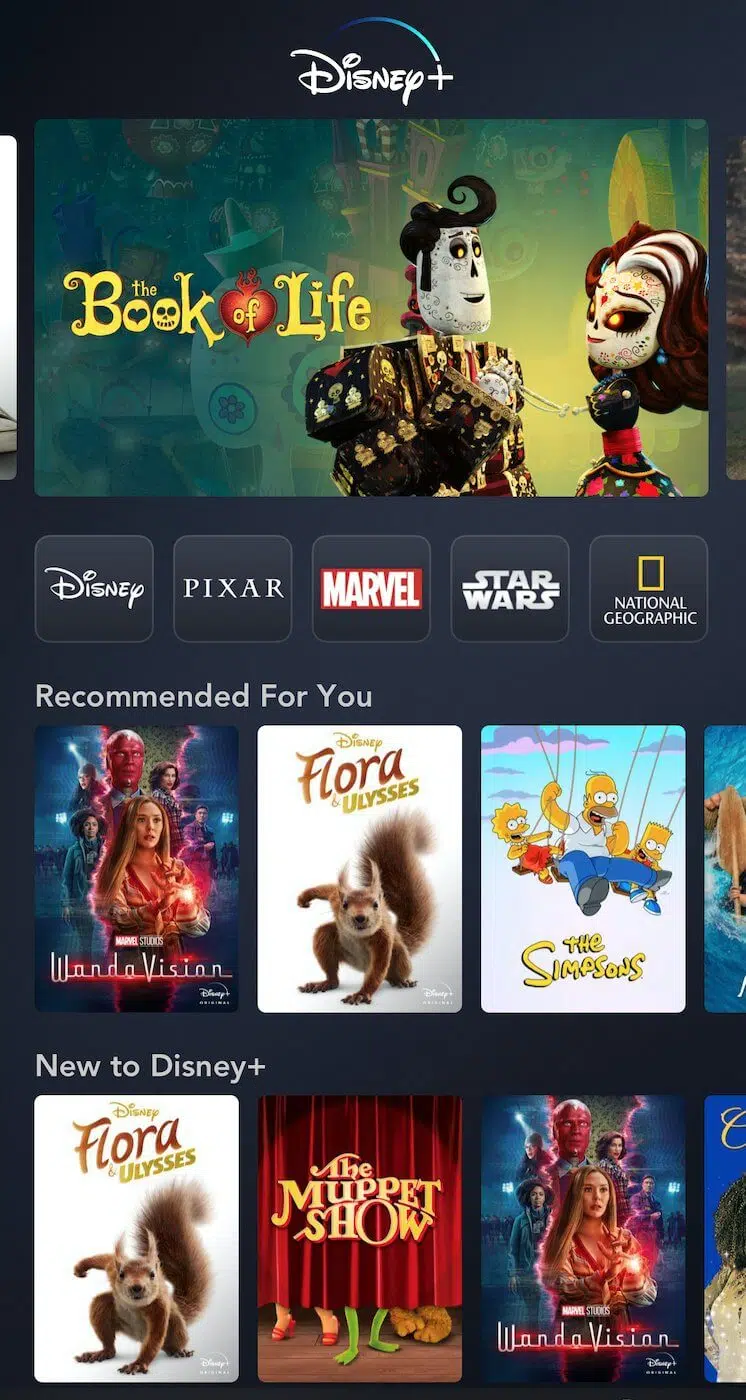 Disney+
the
Book of Life
Disney
PIXAR
MARVEL
STAR
WARS
NATIONAL
GEOGRAPHIC
Recommended For You
MARVEL STUDIOS
WandaVision
Disney+
ORIGINAL
Disney
Flora
& ULYSSES
Disney+
ORIGINAL
the
SIMPSONS
New to Disney+
Disney
Flora
& ULYSSES
Disney+
ORIGINAL
The
MUPPET
SHOW
MARVEL STUDIOS
WandaVision
Disney+
ORIGINAL